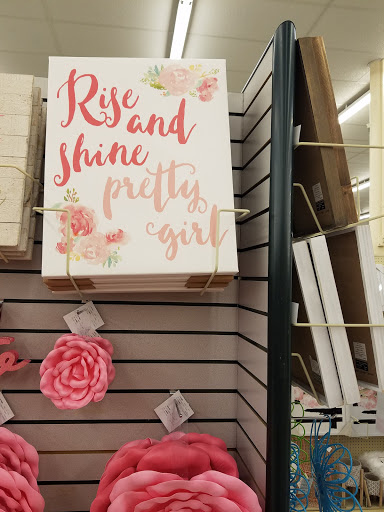 Rise
and
shine
pretty
girl